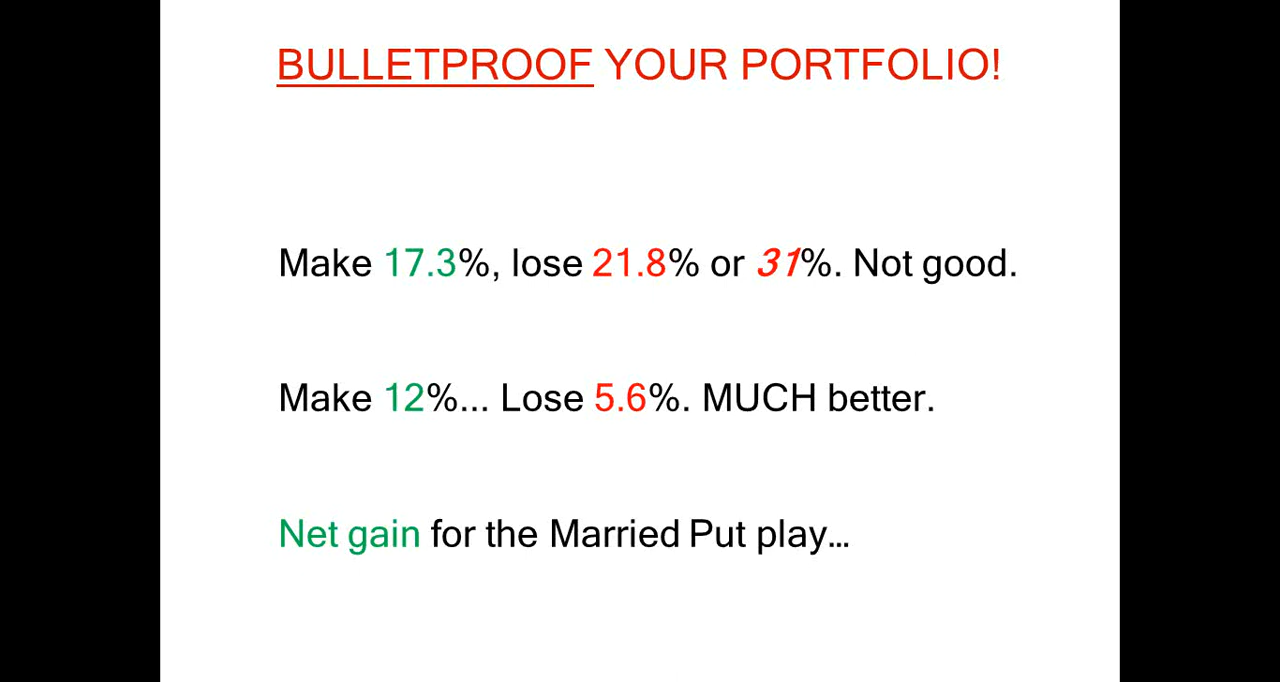 BULLETPROOF YOUR PORTFOLIO!
Make 17.3%, lose 21.8% or 31%. Not good.
Make 12%... Lose 5.6%. MUCH better.
Net gain for the Married Put play…